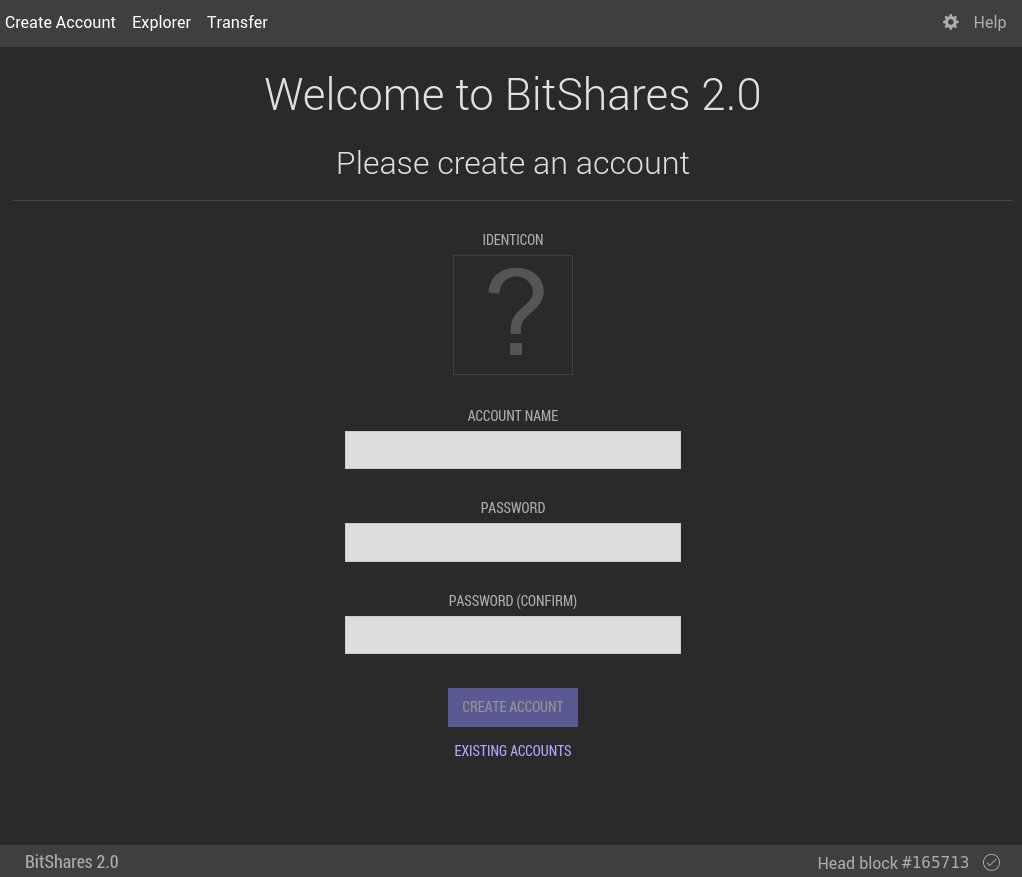 Create Account Explorer Transfer Help
Welcome to BitShares 2.0
Please create an account
IDENTICON
?
ACCOUNT NAME
PASSWORD
PASSWORD (CONFIRM)
CREATE ACCOUNT
EXISTING ACCOUNTS
BitShares 2.0 Head block #165713